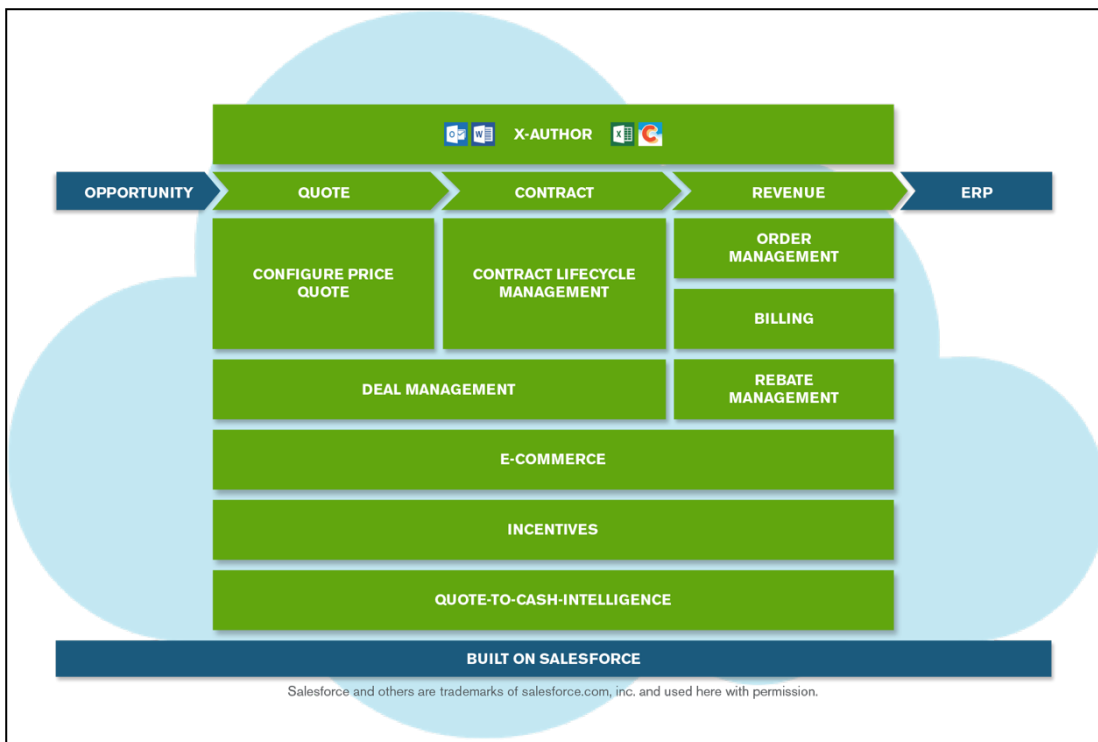 X-AUTHOR
OPPORTUNITY
QUOTE
CONTRACT
REVENUE
ERP
CONFIGURE PRICE
QUOTE
CONTRACT LIFECYCLE
MANAGEMENT
ORDER
MANAGEMENT
BILLING
DEAL MANAGEMENT
REBATE
MANAGEMENT
E-COMMERCE
INCENTIVES
QUOTE-TO-CASH-INTELLIGENCE
BUILT ON SALESFORCE
Salesforce and others are trademarks of salesforce.com, inc. and used here with permission.